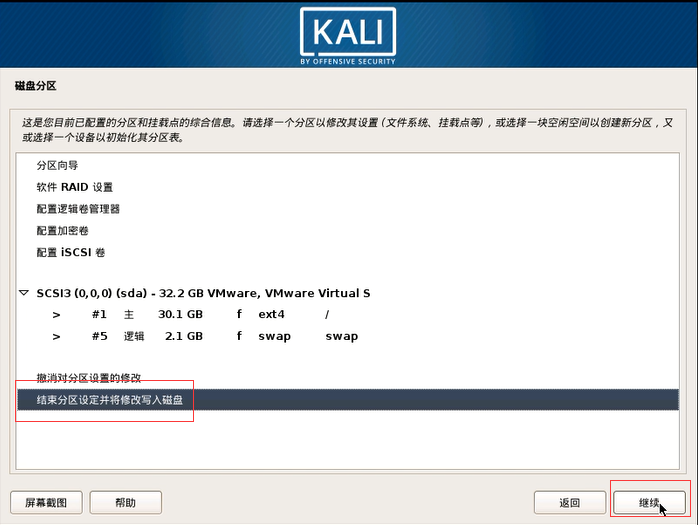 KALI
BY OFFENSIVE SECURITY
磁盘分区
这是您目前已配置的分区和挂载点的综合信息。请选择一个分区以修改其设置 (文件系统、挂载点等) ，或选择一块空闲空间以创建新分区，又
或选择一个设备以初始化其分区表。
分区向导
软件 RAID 设置
配置逻辑卷管理器
配置加密卷
配置 iSCSI 卷
SCSI3 (0,0,0) (sda) - 32.2 GB VMware, VMware Virtual S
> #1 主 30.1 GB f ext4 /
> #5 逻辑 2.1 GB f swap swap
撤消对分区设置的修改
结束分区设定并将修改写入磁盘
屏幕截图 帮助 返回 继续